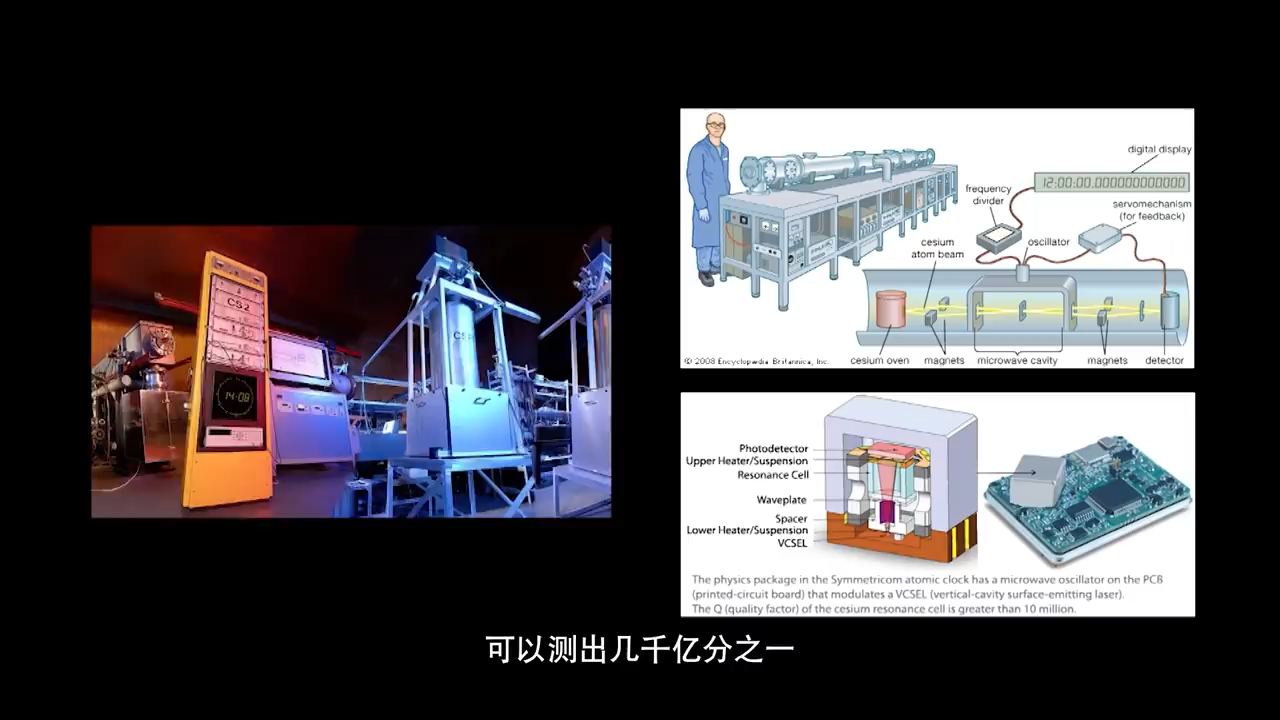 CS2
14:08
digital display
12:00:00.000000000000
frequency
divider
servomechanism
(for feedback)
cesium
atom beam
oscillator
cesium oven
magnets
microwave cavity
magnets
detector
© 2008 Encyclopædia Britannica, Inc.
Photodetector
Upper Heater/Suspension
Resonance Cell
Waveplate
Spacer
Lower Heater/Suspension
VCSEL
The physics package in the Symmetricom atomic clock has a microwave oscillator on the PCB
(printed-circuit board) that modulates a VCSEL (vertical-cavity surface-emitting laser).
The Q (quality factor) of the cesium resonance cell is greater than 10 million.
可以测出几千亿分之一